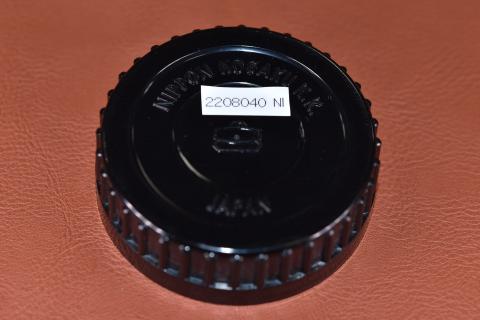 NIPPON KOGAKU K.K.
2208040 NI
JAPAN